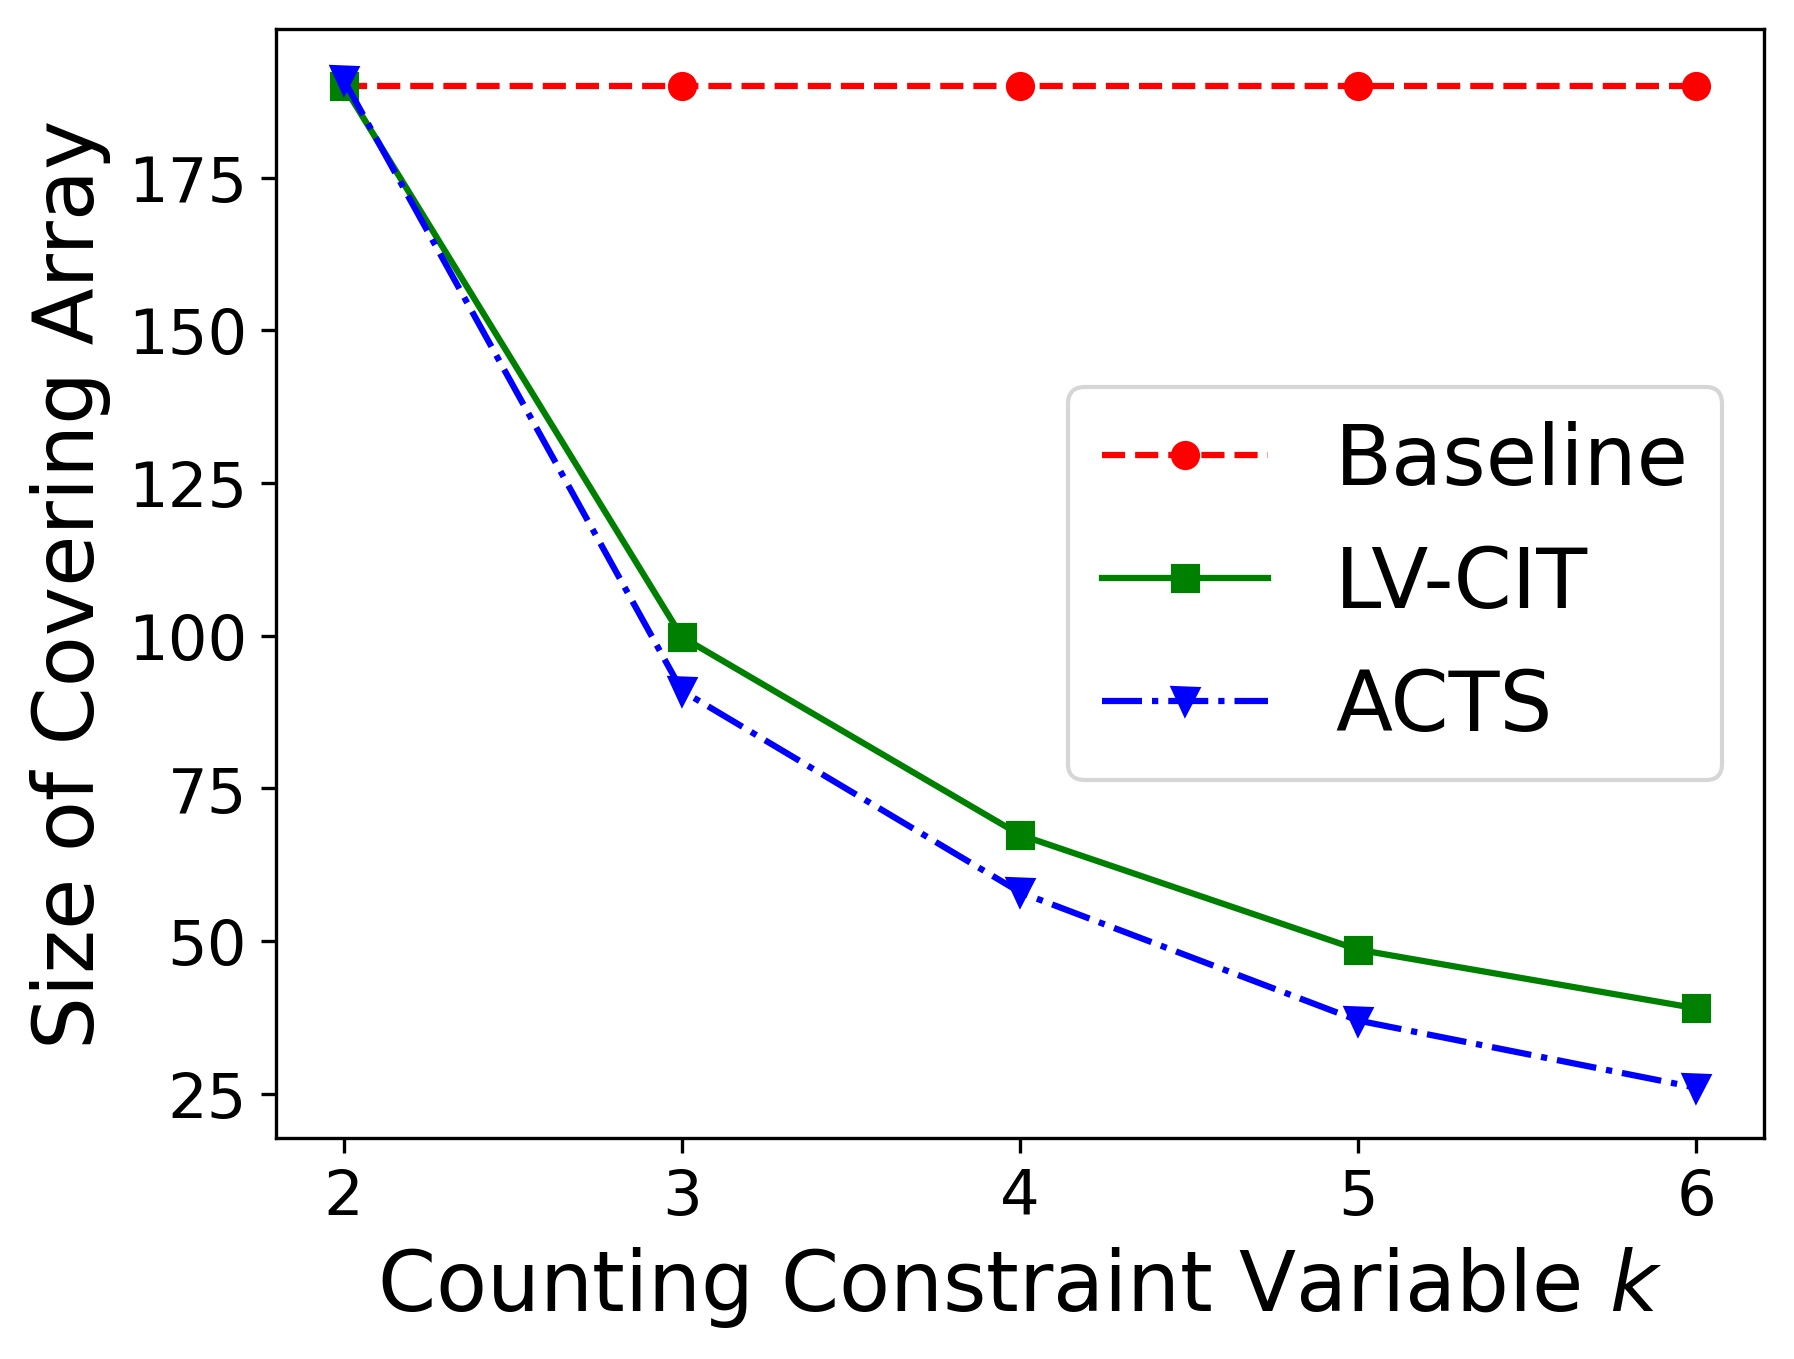 Size of Covering Array
175
150
125
100
75
50
25
Baseline
LV-CIT
ACTS
2 3 4 5 6
Counting Constraint Variable k